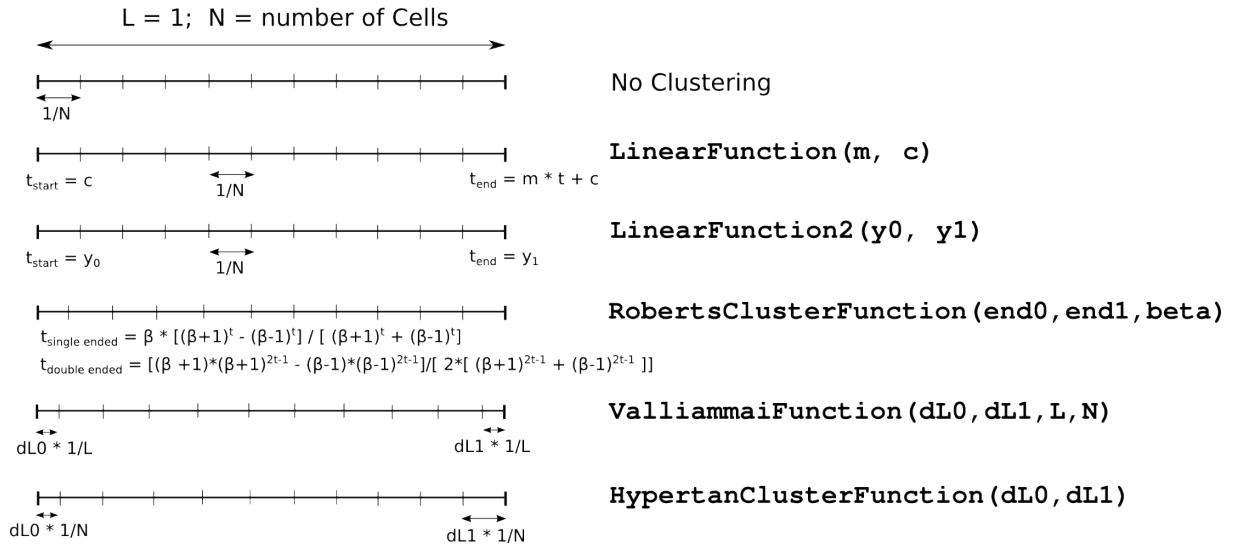 L = 1;  N = number of Cells
No Clustering
1/N
LinearFunction(m, c)
t_start = c
1/N
t_end = m * t + c
LinearFunction2(y0, y1)
t_start = y_0
1/N
t_end = y_1
RobertsClusterFunction(end0,end1,beta)
t_single ended = β * [(β+1)^t - (β-1)^t] / [ (β+1)^t + (β-1)^t]
t_double ended = [(β +1)*(β+1)^2t-1 - (β-1)*(β-1)^2t-1]/[ 2*[ (β+1)^2t-1 + (β-1)^2t-1 ]]
ValliammaiFunction(dL0,dL1,L,N)
dL0 * 1/L
dL1 * 1/L
HypertanClusterFunction(dL0,dL1)
dL0 * 1/N
dL1 * 1/N